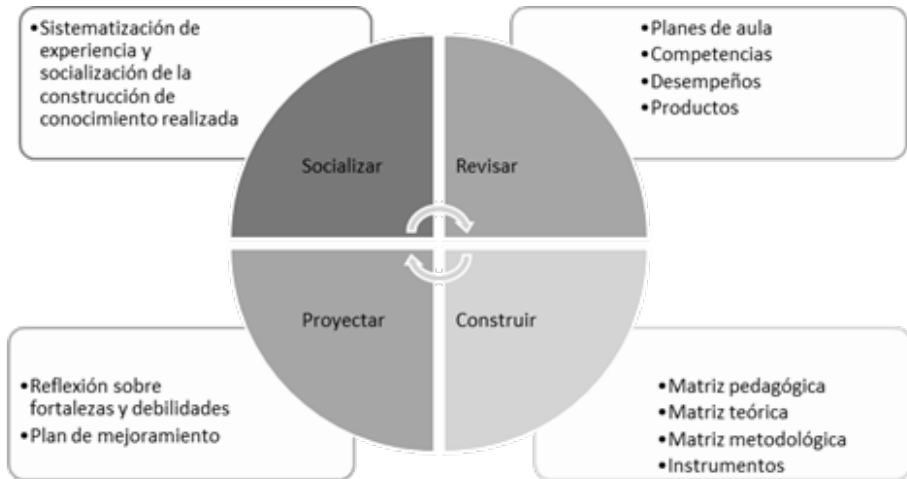 •Sistematización de
experiencia y
socialización de la
construcción de
conocimiento realizada
•Planes de aula
•Competencias
•Desempeños
•Productos
Socializar
Revisar
Proyectar
Construir
•Reflexión sobre
fortalezas y debilidades
•Plan de mejoramiento
•Matriz pedagógica
•Matriz teórica
•Matriz metodológica
•Instrumentos